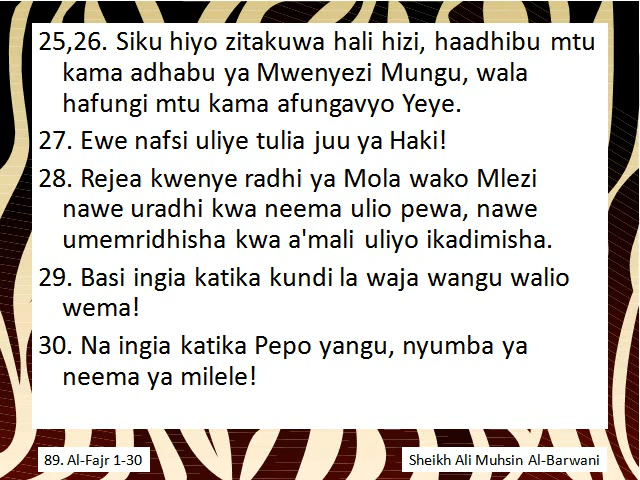 25,26. Siku hiyo zitakuwa hali hizi, haadhibu mtu
kama adhabu ya Mwenyezi Mungu, wala
hafungi mtu kama afungavyo Yeye.
27. Ewe nafsi uliye tulia juu ya Haki!
28. Rejea kwenye radhi ya Mola wako Mlezi
nawe uradhi kwa neema ulio pewa, nawe
umemridhisha kwa a'mali uliyo ikadimisha.
29. Basi ingia katika kundi la waja wangu walio
wema!
30. Na ingia katika Pepo yangu, nyumba ya
neema ya milele!
89. Al-Fajr 1-30
Sheikh Ali Muhsin Al-Barwani